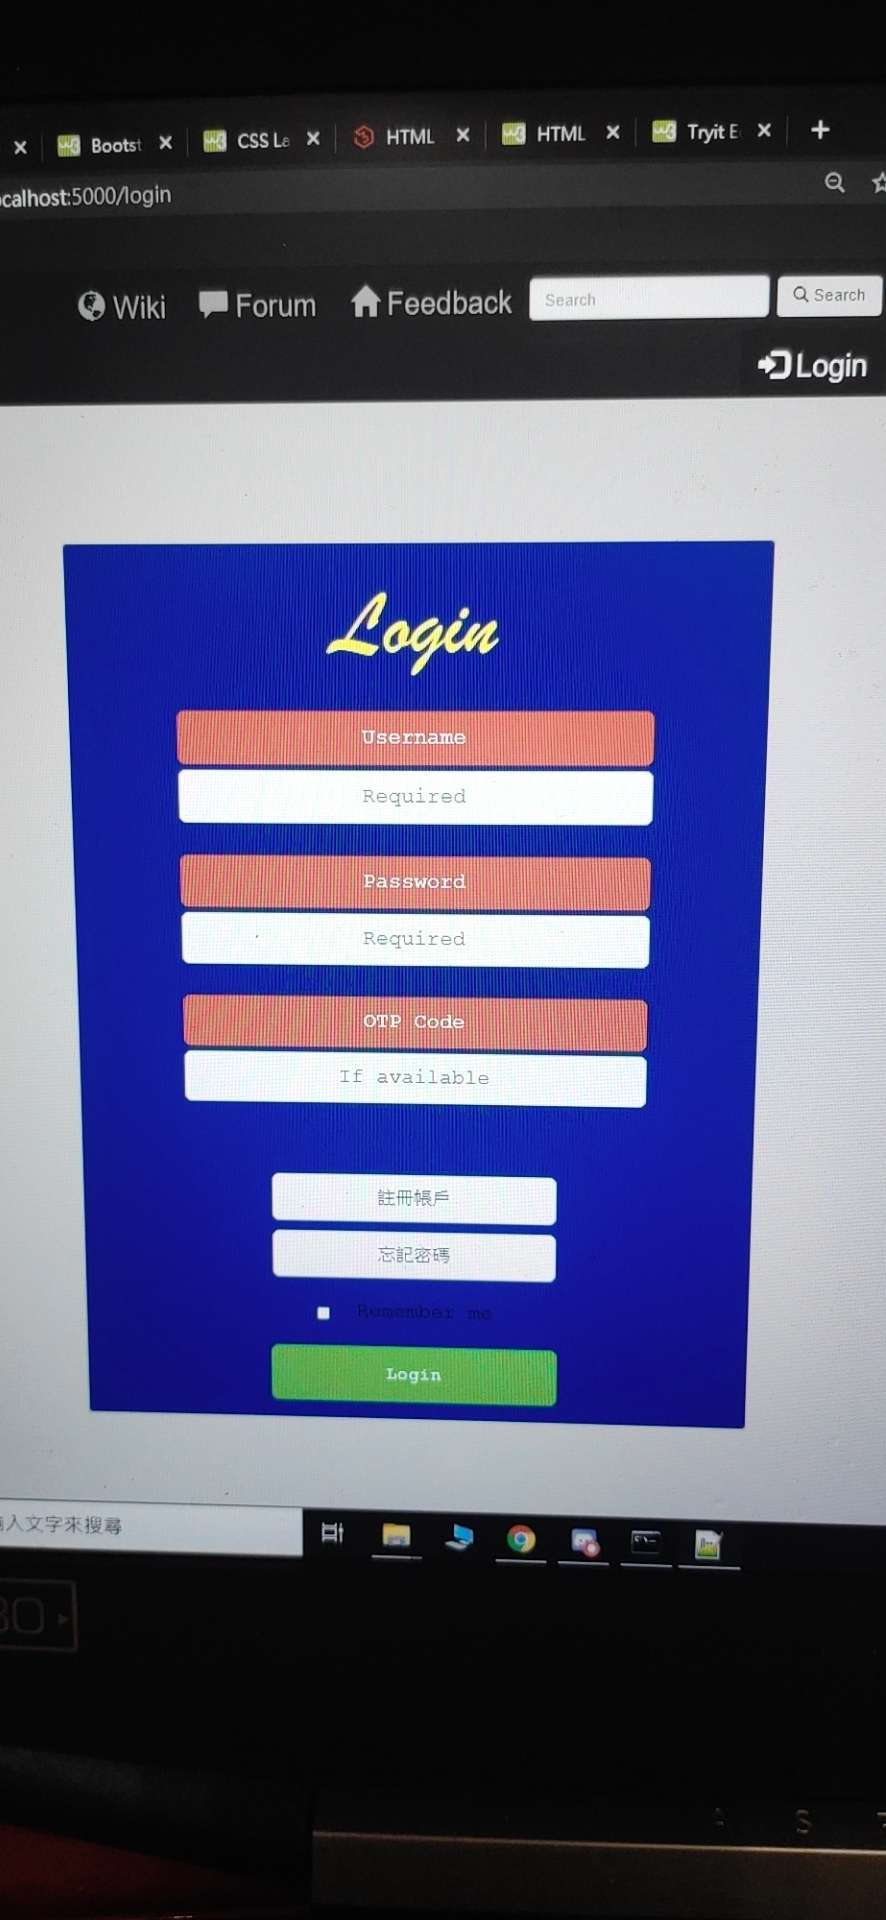 Boots
CSS La
HTML
HTML
Tryit E
calhost:5000/login
Wiki
Forum
Feedback
Search
Search
Login
Login
Username
Required
Password
Required
OTP Code
If available
註冊帳戶
忘記密碼
Remember me
Login
入文字來搜尋
S